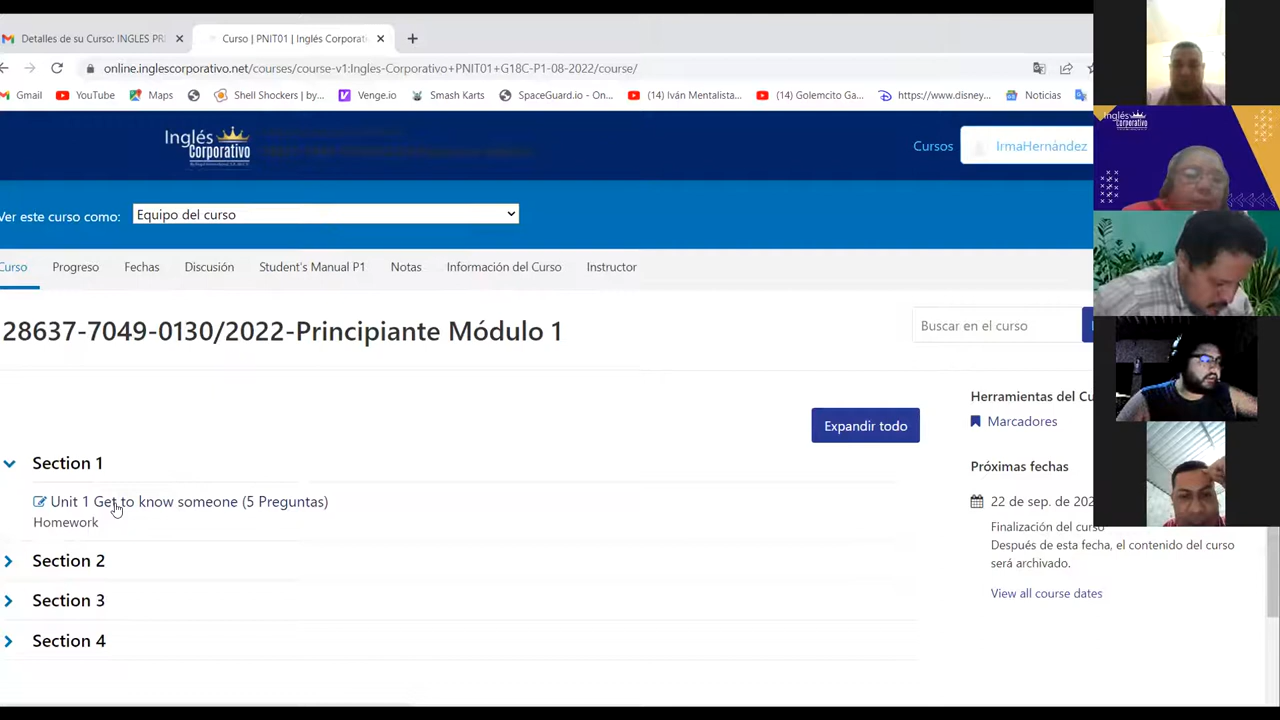 Detalles de su Curso: INGLES PRI
Curso | PNIT01 | Inglés Corporat
online.inglescorporativo.net/courses/course-v1:Ingles-Corporativo+PNIT01+G18C-P1-08-2022/course/
Gmail YouTube Maps Shell Shockers | by... Venge.io Smash Karts SpaceGuard.io - On... (14) Iván Mentalista... (14) Golemcito Ga... https://www.disney... Noticias
Inglés
Corporativo
Cursos IrmaHernández
Inglés
Corporativo
Ver este curso como: Equipo del curso
Curso Progreso Fechas Discusión Student's Manual P1 Notas Información del Curso Instructor
28637-7049-0130/2022-Principiante Módulo 1
Buscar en el curso
Expandir todo
Section 1
Unit 1 Get to know someone (5 Preguntas)
Homework
Section 2
Section 3
Section 4
Herramientas del Cu
Marcadores
Próximas fechas
22 de sep. de 202
Finalización del curso
Después de esta fecha, el contenido del curso
será archivado.
View all course dates